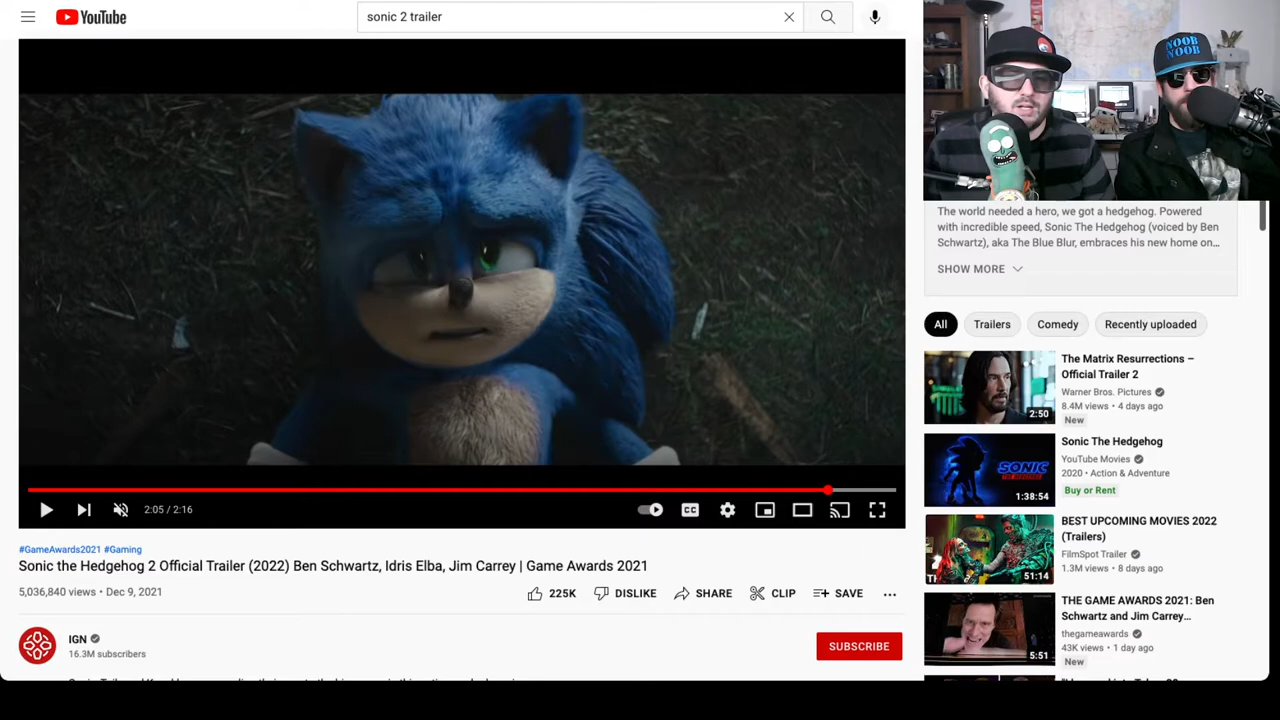 YouTube
sonic 2 trailer
NOOB
NOOB
The world needed a hero, we got a hedgehog. Powered
with incredible speed, Sonic The Hedgehog (voiced by Ben
Schwartz), aka The Blue Blur, embraces his new home on...
SHOW MORE
All Trailers Comedy Recently uploaded
The Matrix Resurrections –
Official Trailer 2
Warner Bros. Pictures
8.4M views • 4 days ago
New
2:50
Sonic The Hedgehog
YouTube Movies
2020 • Action & Adventure
Buy or Rent
SONIC
1:38:54
BEST UPCOMING MOVIES 2022
(Trailers)
FilmSpot Trailer
1.3M views • 8 days ago
51:14
THE GAME AWARDS 2021: Ben
Schwartz and Jim Carrey...
thegameawards
43K views • 1 day ago
New
5:51
2:05 / 2:16
CC
#GameAwards2021 #Gaming
Sonic the Hedgehog 2 Official Trailer (2022) Ben Schwartz, Idris Elba, Jim Carrey | Game Awards 2021
5,036,840 views • Dec 9, 2021
225K DISLIKE SHARE CLIP SAVE
IGN
16.3M subscribers
SUBSCRIBE